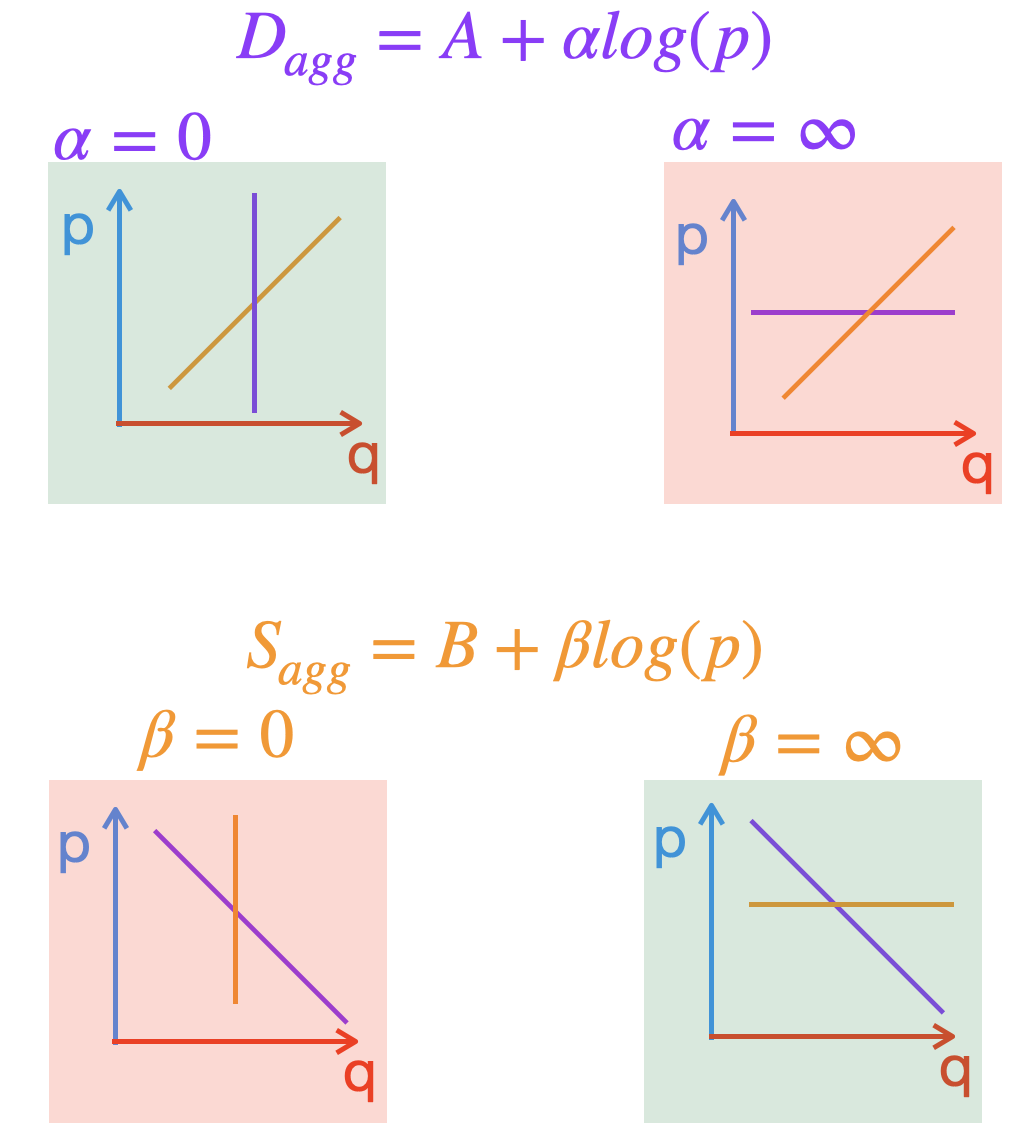 D_agg = A + αlog(p)
α = 0
α = ∞
p
q
p
q
S_agg = B + βlog(p)
β = 0
β = ∞
p
q
p
q